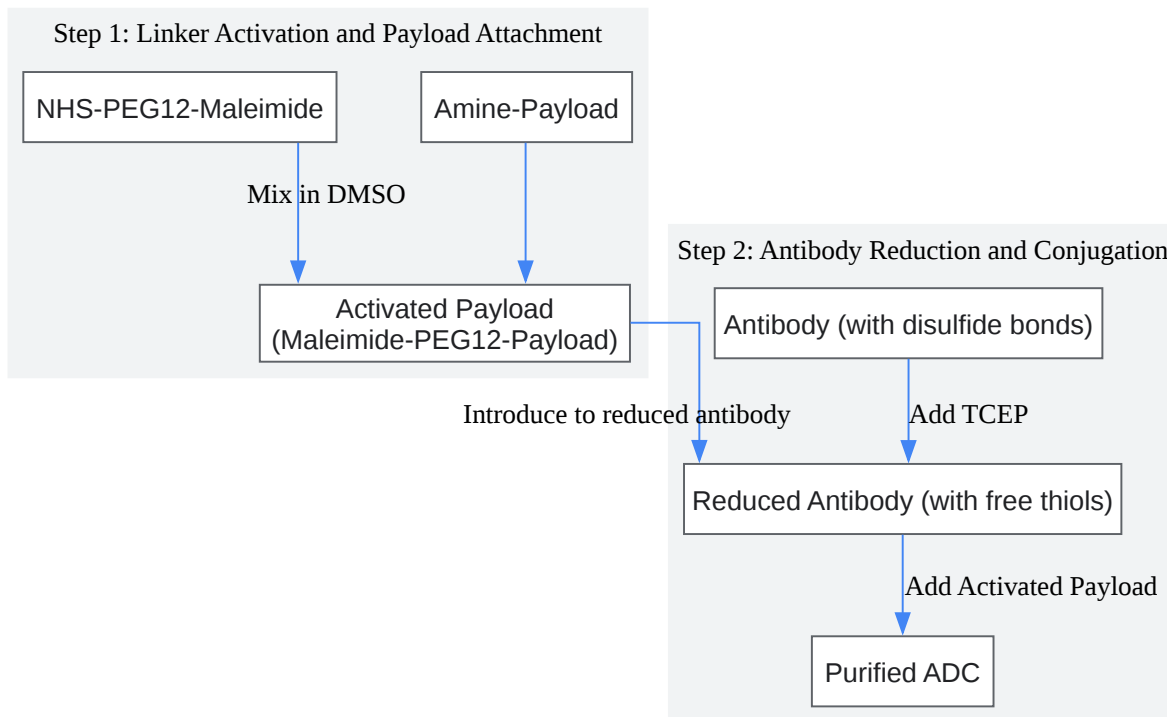 Step 1: Linker Activation and Payload Attachment
NHS-PEG12-Maleimide
Amine-Payload
Mix in DMSO
Activated Payload
(Maleimide-PEG12-Payload)
Step 2: Antibody Reduction and Conjugation
Antibody (with disulfide bonds)
Introduce to reduced antibody
Add TCEP
Reduced Antibody (with free thiols)
Add Activated Payload
Purified ADC